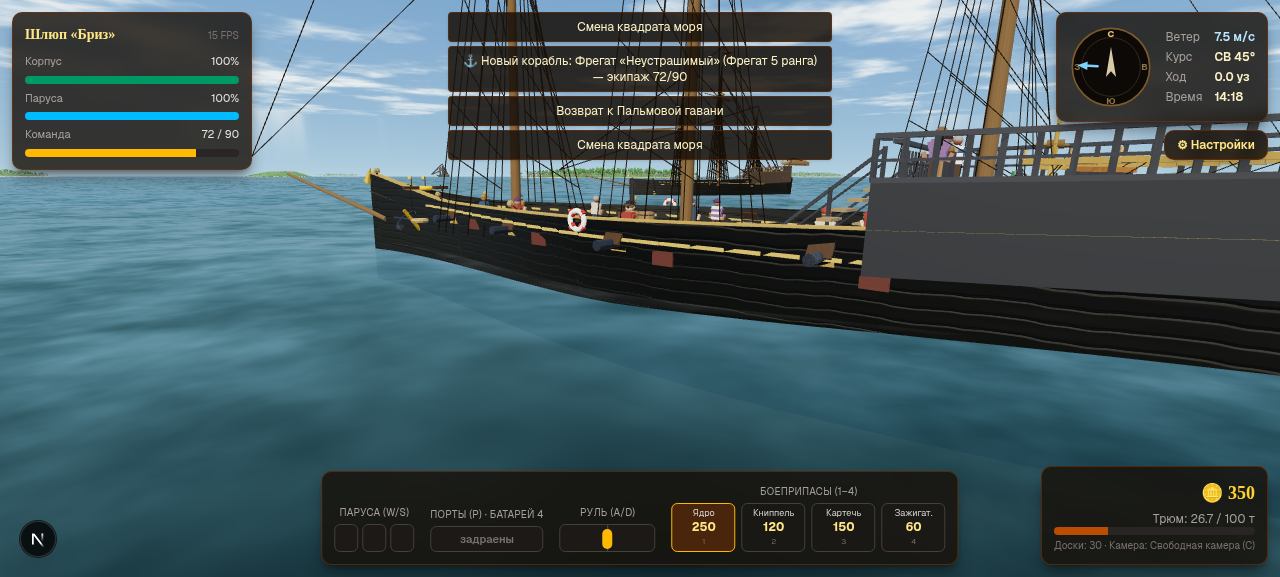 Шлюп «Бриз»
15 FPS
Корпус
100%
Паруса
100%
Команда
72 / 90
Смена квадрата моря
⚓ Новый корабль: Фрегат «Неустрашимый» (Фрегат 5 ранга)
— экипаж 72/90
Возврат к Пальмовой гавани
Смена квадрата моря
С
З
В
Ю
Ветер 7.5 м/с
Курс СВ 45°
Ход 0.0 уз
Время 14:18
⚙ Настройки
N
ПАРУСА (W/S)
ПОРТЫ (P) · БАТАРЕЙ 4
задраены
РУЛЬ (A/D)
БОЕПРИПАСЫ (1–4)
Ядро
250
1
Книппель
120
2
Картечь
150
3
Зажигат.
60
4
350
Трюм: 26.7 / 100 т
Доски: 30 · Камера: Свободная камера (C)